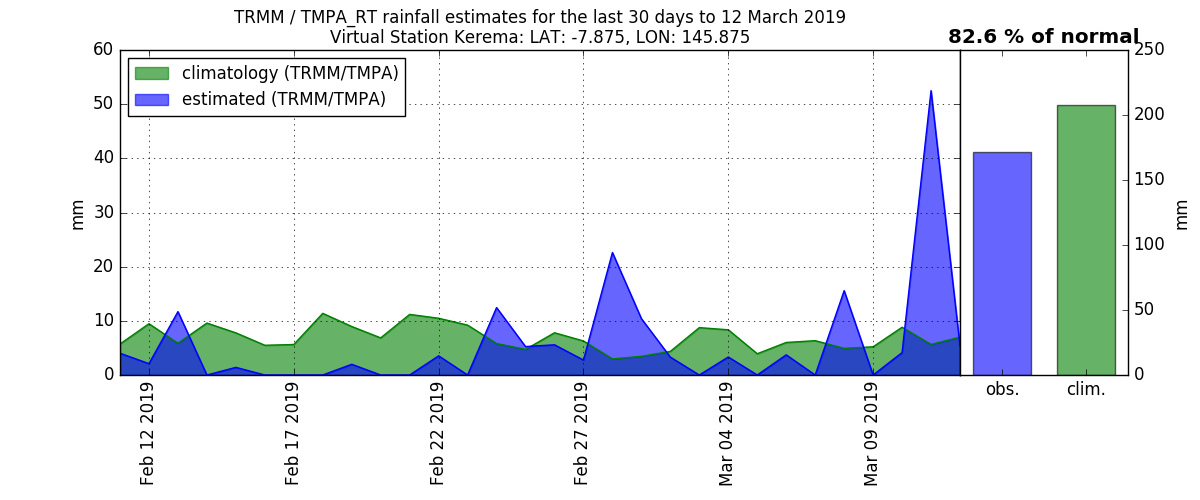 TRMM / TMPA_RT rainfall estimates for the last 30 days to 12 March 2019
Virtual Station Kerema: LAT: -7.875, LON: 145.875
82.6 % of normal
climatology (TRMM/TMPA)
estimated (TRMM/TMPA)
60
50
40
30
20
10
0
mm
Feb 12 2019
Feb 17 2019
Feb 22 2019
Feb 27 2019
Mar 04 2019
Mar 09 2019
250
200
150
100
50
0
mm
obs.
clim.